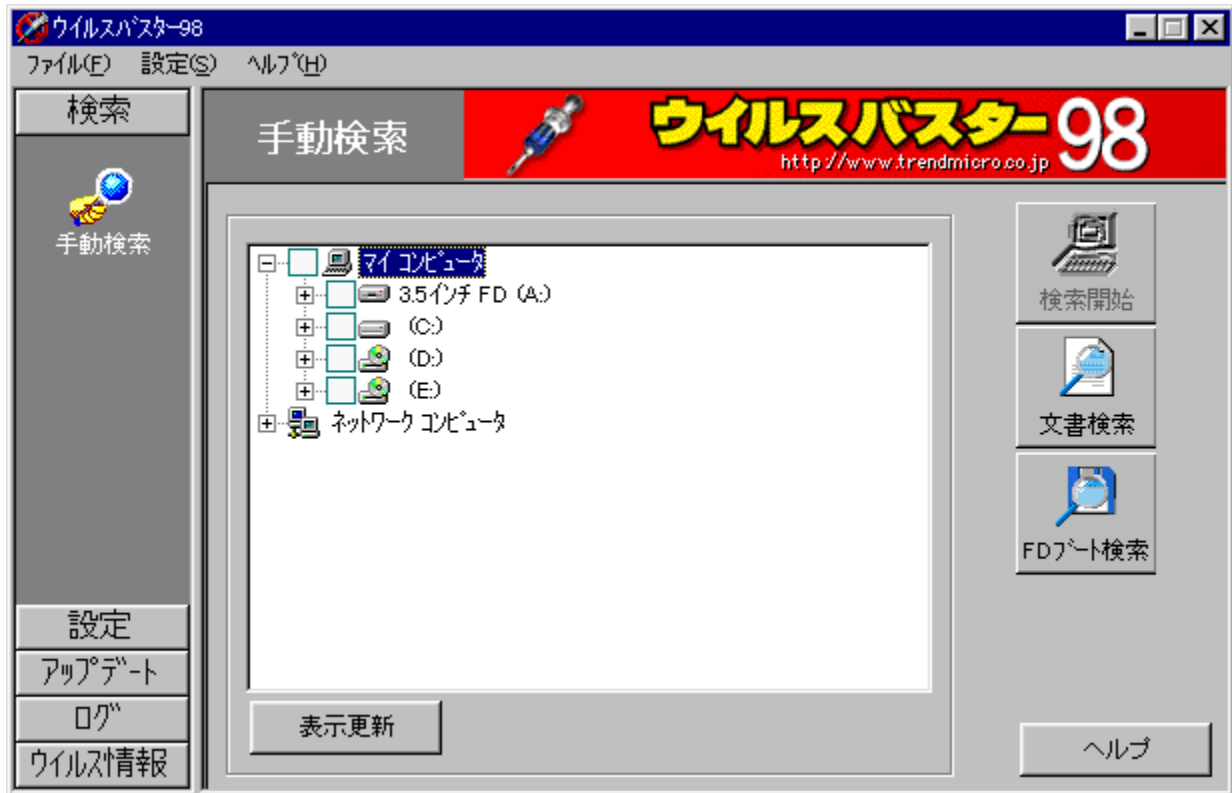 ウイルスバスター98
ファイル(F) 設定(S) ヘルプ(H)
検索
手動検索
手動検索
ウイルスバスター98
http://www.trendmicro.co.jp
マイ コンピュータ
3.5インチ FD (A:)
(C:)
(D:)
(E:)
ネットワーク コンピュータ
表示更新
検索開始
文書検索
FDブート検索
ヘルプ
設定
アップデート
ログ
ウイルス情報